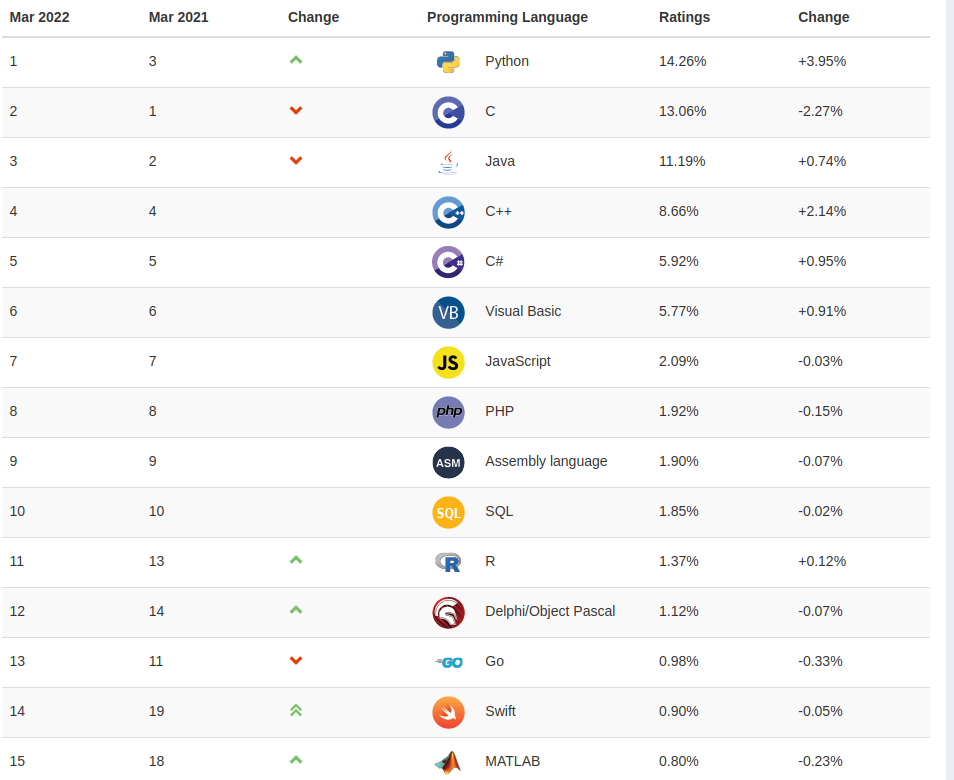 Mar 2022 Mar 2021 Change Programming Language Ratings Change
1 3 Python 14.26% +3.95%
2 1 C 13.06% -2.27%
3 2 Java 11.19% +0.74%
4 4 C++ 8.66% +2.14%
5 5 C# 5.92% +0.95%
6 6 VB Visual Basic 5.77% +0.91%
7 7 JS JavaScript 2.09% -0.03%
8 8 php PHP 1.92% -0.15%
9 9 ASM Assembly language 1.90% -0.07%
10 10 SQL SQL 1.85% -0.02%
11 13 R R 1.37% +0.12%
12 14 Delphi/Object Pascal 1.12% -0.07%
13 11 GO Go 0.98% -0.33%
14 19 Swift 0.90% -0.05%
15 18 MATLAB 0.80% -0.23%